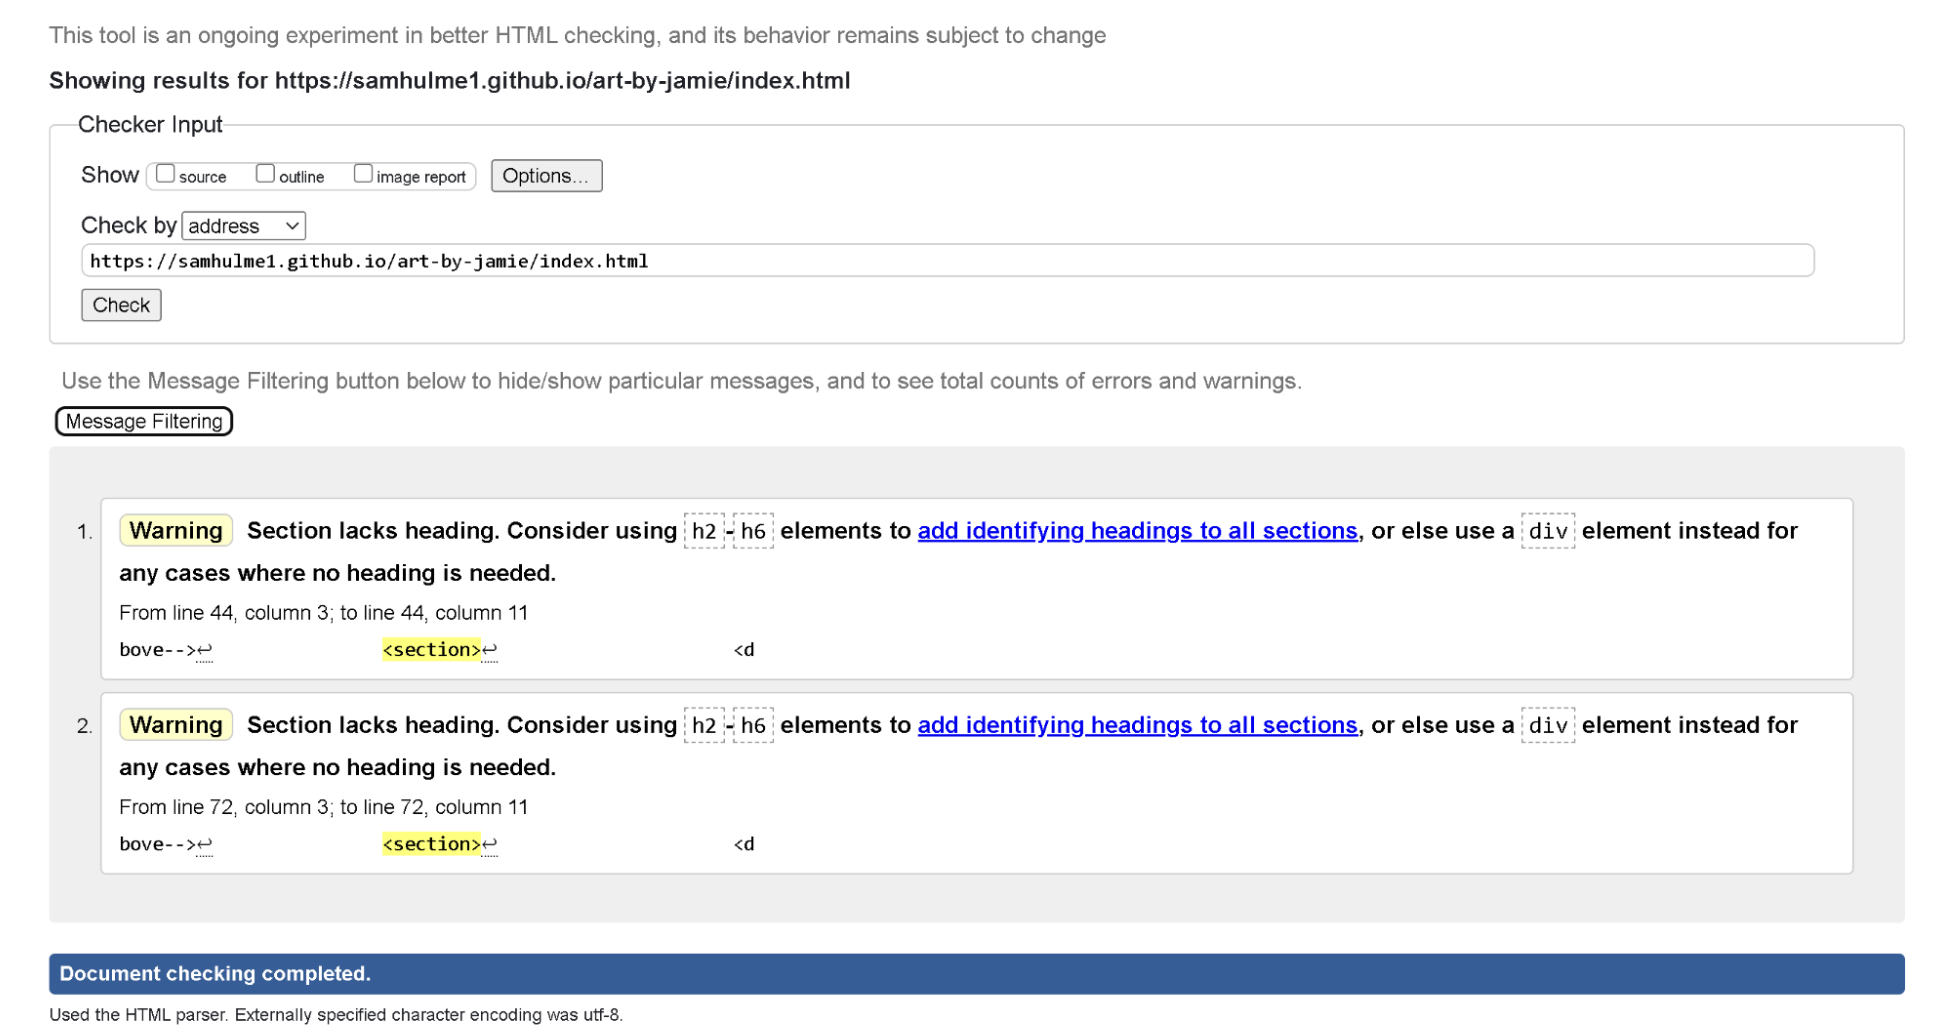 This tool is an ongoing experiment in better HTML checking, and its behavior remains subject to change
Showing results for https://samhulme1.github.io/art-by-jamie/index.html
Checker Input
Show source outline image report Options...
Check by address
https://samhulme1.github.io/art-by-jamie/index.html
Check
Use the Message Filtering button below to hide/show particular messages, and to see total counts of errors and warnings.
Message Filtering
1. Warning Section lacks heading. Consider using h2-h6 elements to add identifying headings to all sections, or else use a div element instead for
any cases where no heading is needed.
From line 44, column 3; to line 44, column 11
bove-->↩ <section>↩ <d
2. Warning Section lacks heading. Consider using h2-h6 elements to add identifying headings to all sections, or else use a div element instead for
any cases where no heading is needed.
From line 72, column 3; to line 72, column 11
bove-->↩ <section>↩ <d
Document checking completed.
Used the HTML parser. Externally specified character encoding was utf-8.